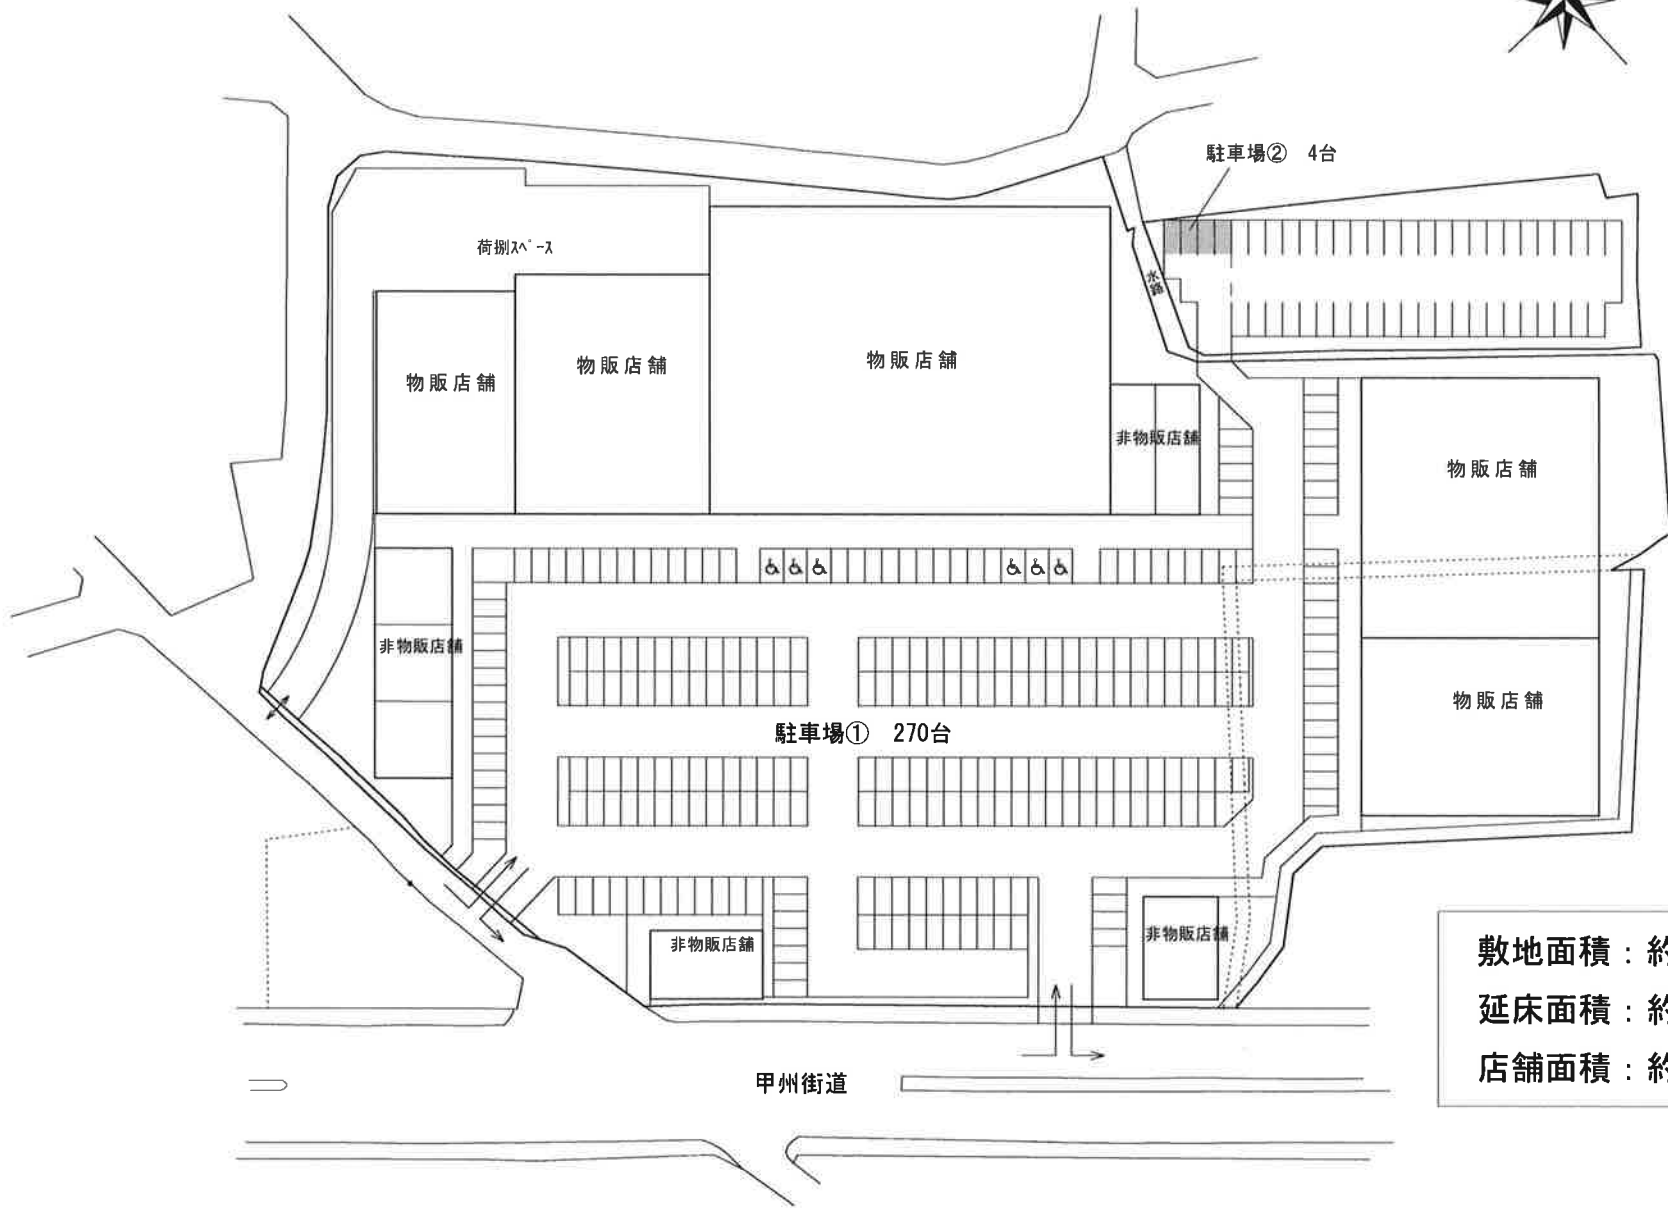 駐車場② 4台
荷捌ｽﾍﾟｰｽ
水路
物販店舗
物販店舗
物販店舗
非物販店舗
物販店舗
非物販店舗
物販店舗
駐車場① 270台
非物販店舗
非物販店舗
敷地面積：約
延床面積：約
店舗面積：約
甲州街道